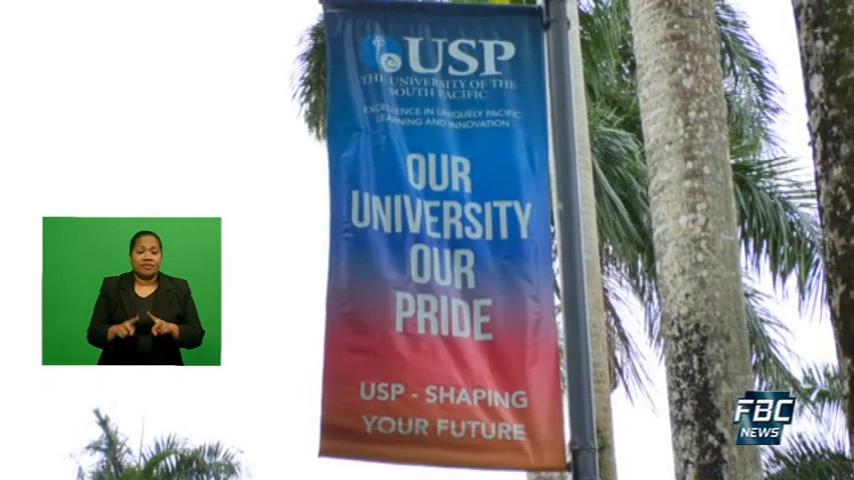 USP
THE UNIVERSITY OF THE
SOUTH PACIFIC
EXCELLENCE IN UNIQUELY PACIFIC
LEARNING AND INNOVATION
OUR
UNIVERSITY
OUR
PRIDE
USP - SHAPING
YOUR FUTURE
FBC
NEWS